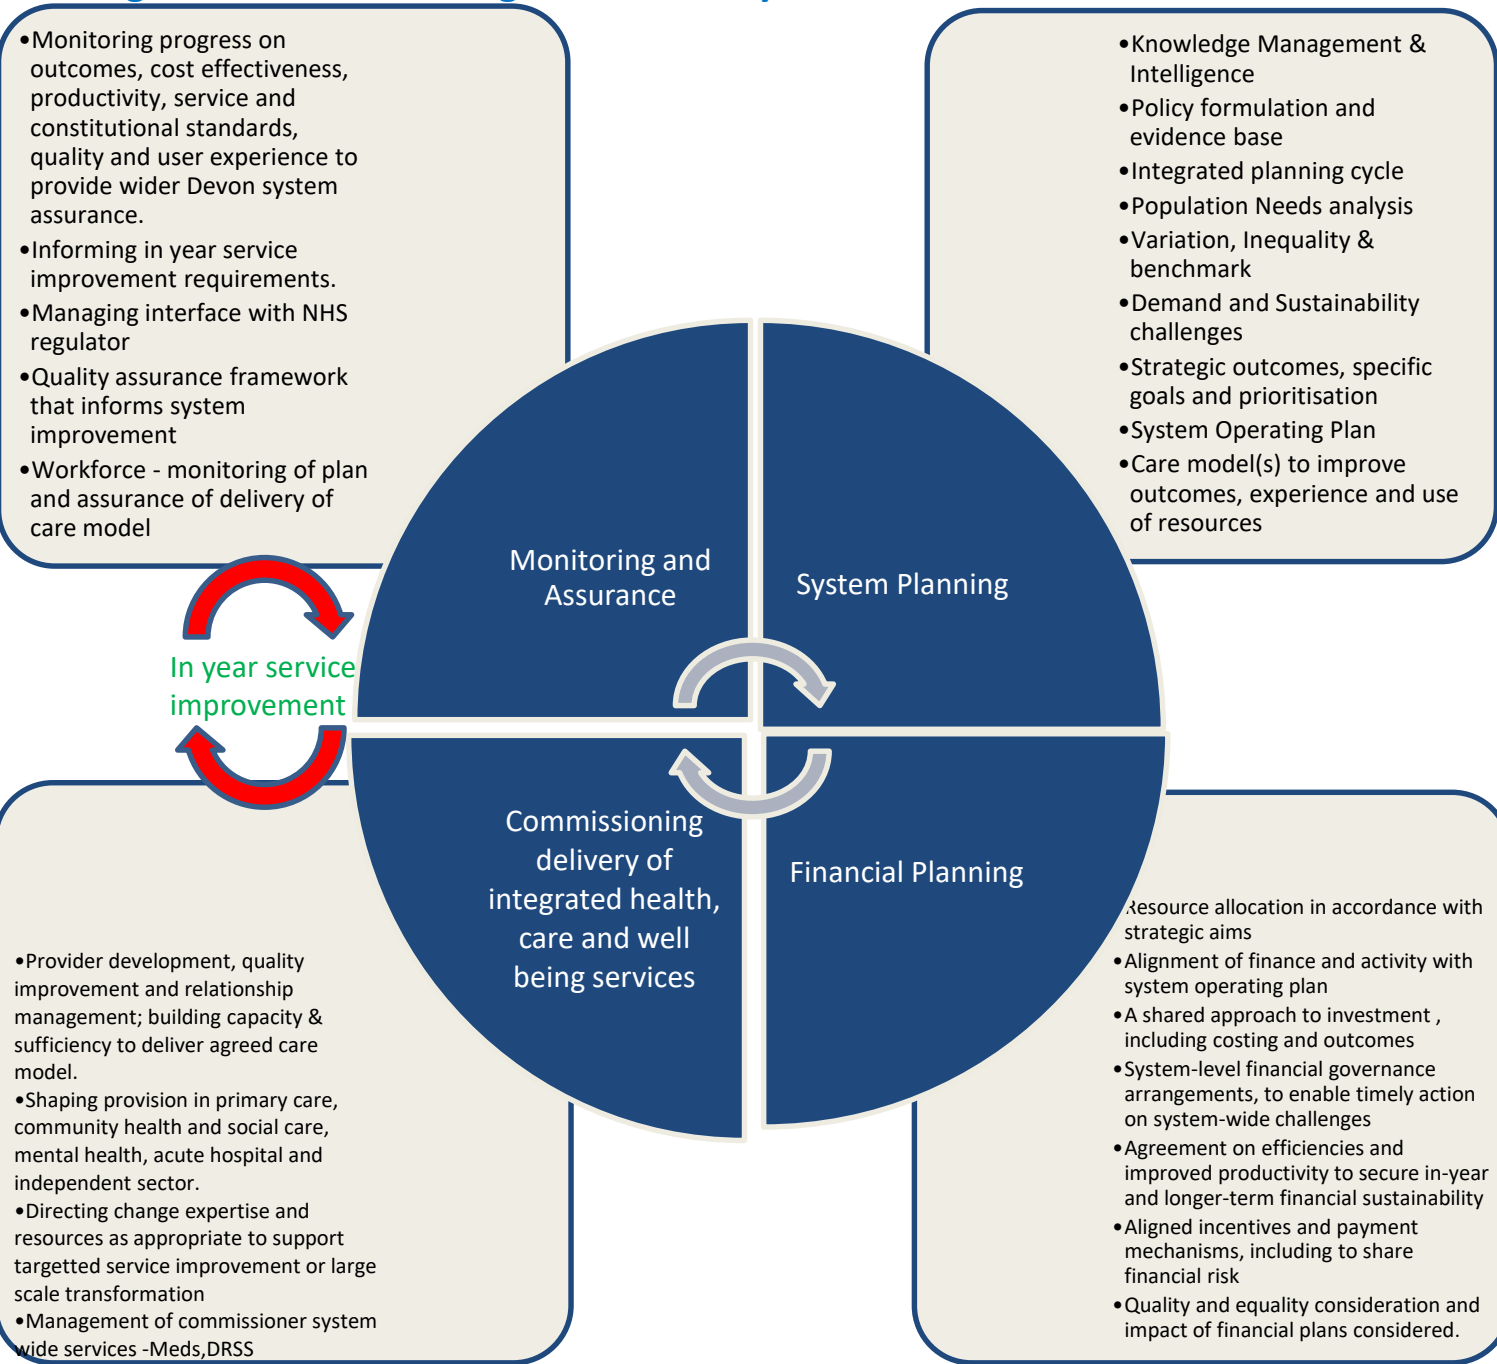 •Monitoring progress on
outcomes, cost effectiveness,
productivity, service and
constitutional standards,
quality and user experience to
provide wider Devon system
assurance.
•Informing in year service
improvement requirements.
•Managing interface with NHS
regulator
•Quality assurance framework
that informs system
improvement
•Workforce - monitoring of plan
and assurance of delivery of
care model
•Knowledge Management &
Intelligence
•Policy formulation and
evidence base
•Integrated planning cycle
•Population Needs analysis
•Variation, Inequality &
benchmark
•Demand and Sustainability
challenges
•Strategic outcomes, specific
goals and prioritisation
•System Operating Plan
•Care model(s) to improve
outcomes, experience and use
of resources
Monitoring and
Assurance
System Planning
In year service
improvement
Commissioning
delivery of
integrated health,
care and well
being services
Financial Planning
•Provider development, quality
improvement and relationship
management; building capacity &
sufficiency to deliver agreed care
model.
•Shaping provision in primary care,
community health and social care,
mental health, acute hospital and
independent sector.
•Directing change expertise and
resources as appropriate to support
targetted service improvement or large
scale transformation
•Management of commissioner system
wide services -Meds,DRSS
Resource allocation in accordance with
strategic aims
•Alignment of finance and activity with
system operating plan
•A shared approach to investment ,
including costing and outcomes
•System-level financial governance
arrangements, to enable timely action
on system-wide challenges
•Agreement on efficiencies and
improved productivity to secure in-year
and longer-term financial sustainability
•Aligned incentives and payment
mechanisms, including to share
financial risk
•Quality and equality consideration and
impact of financial plans considered.